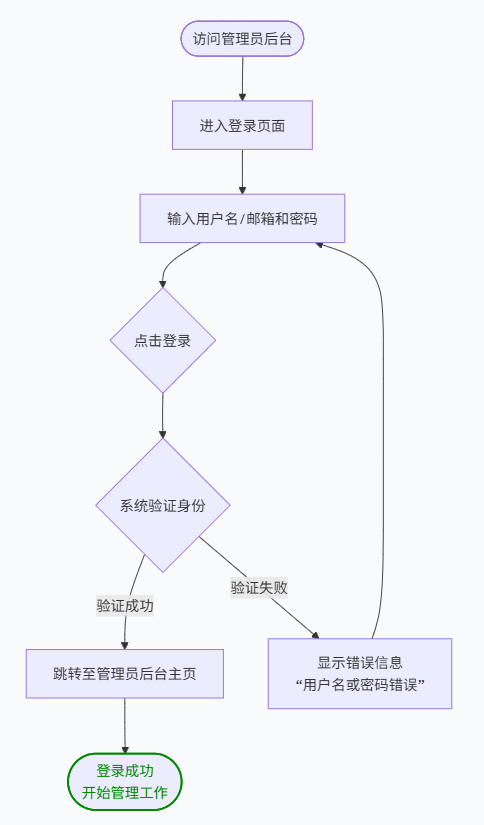 访问管理员后台
进入登录页面
输入用户名/邮箱和密码
点击登录
系统验证身份
验证失败
验证成功
显示错误信息
“用户名或密码错误”
跳转至管理员后台主页
登录成功
开始管理工作